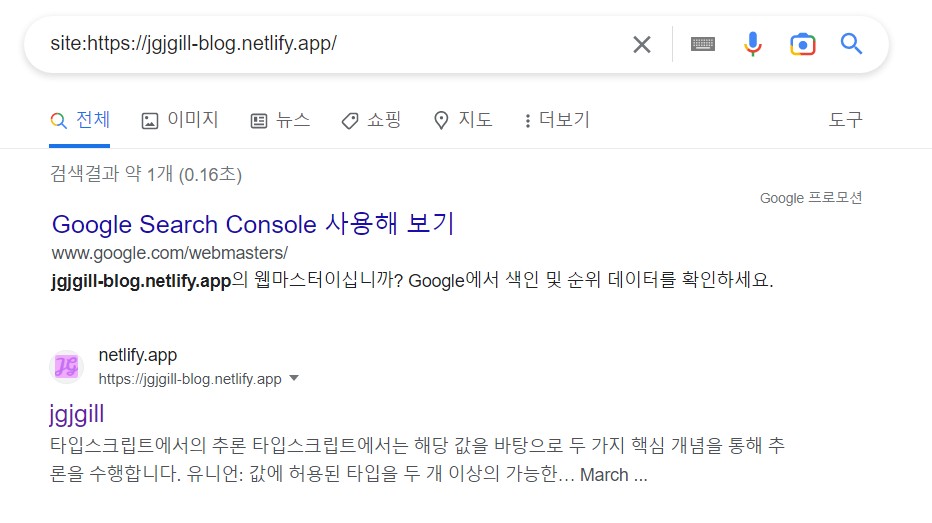 site:https://jgjgill-blog.netlify.app/
전체 이미지 뉴스 쇼핑 지도 더보기 도구
검색결과 약 1개 (0.16초)
Google 프로모션
Google Search Console 사용해 보기
www.google.com/webmasters/
jgjgill-blog.netlify.app의 웹마스터이십니까? Google에서 색인 및 순위 데이터를 확인하세요.
JG
netlify.app
https://jgjgill-blog.netlify.app
jgjgill
타입스크립트에서의 추론 타입스크립트에서는 해당 값을 바탕으로 두 가지 핵심 개념을 통해 추
론을 수행합니다. 유니언: 값에 허용된 타입을 두 개 이상의 가능한… March ...